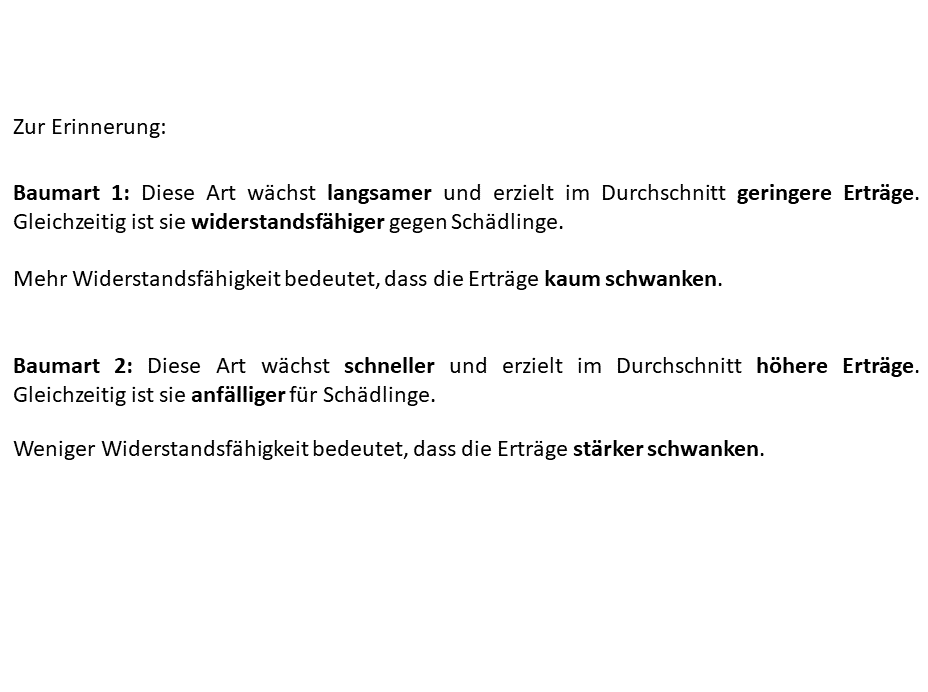 Zur Erinnerung:
Baumart 1: Diese Art wächst langsamer und erzielt im Durchschnitt geringere Erträge.
Gleichzeitig ist sie widerstandsfähiger gegen Schädlinge.
Mehr Widerstandsfähigkeit bedeutet, dass die Erträge kaum schwanken.
Baumart 2: Diese Art wächst schneller und erzielt im Durchschnitt höhere Erträge.
Gleichzeitig ist sie anfälliger für Schädlinge.
Weniger Widerstandsfähigkeit bedeutet, dass die Erträge stärker schwanken.